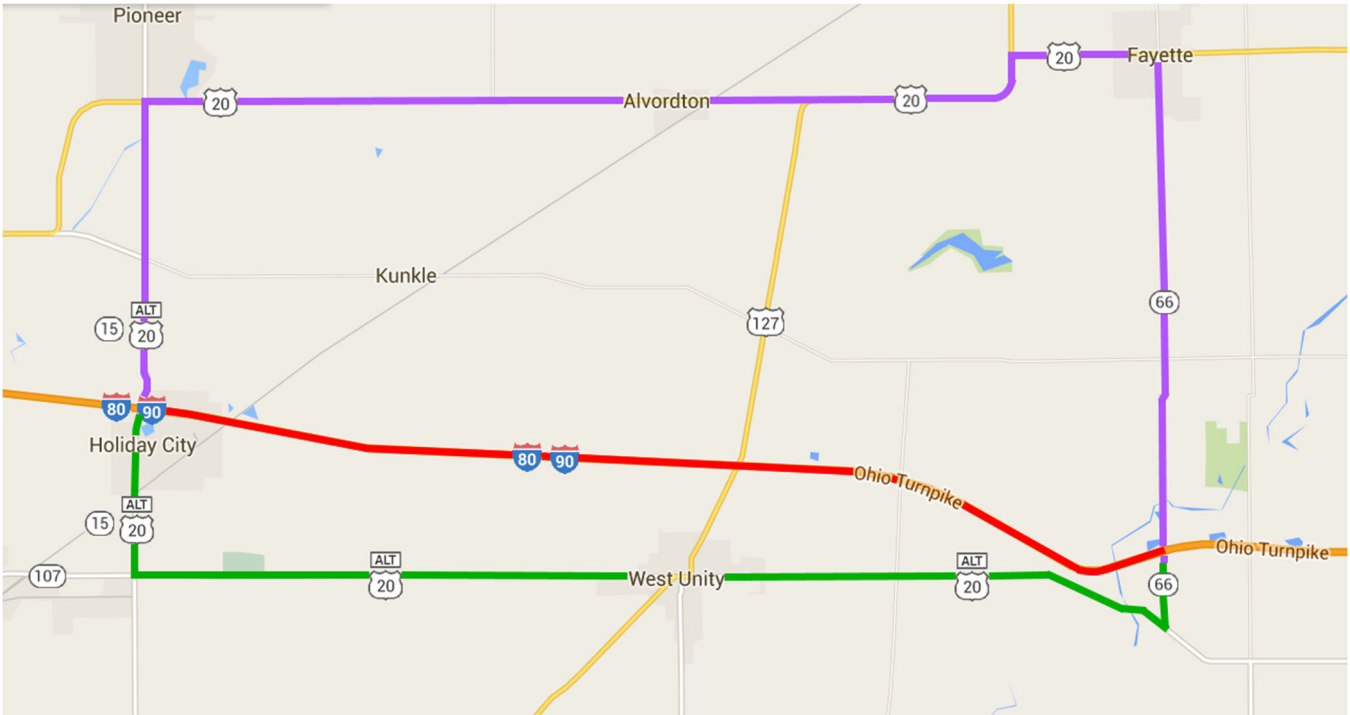 Pioneer
20
Fayette
20
Alvordton
20
Kunkle
ALT
15
20
66
127
80
90
Holiday City
80
90
Ohio Turnpike
ALT
15
20
Ohio Turnpike
107
ALT
20
West Unity
ALT
20
66